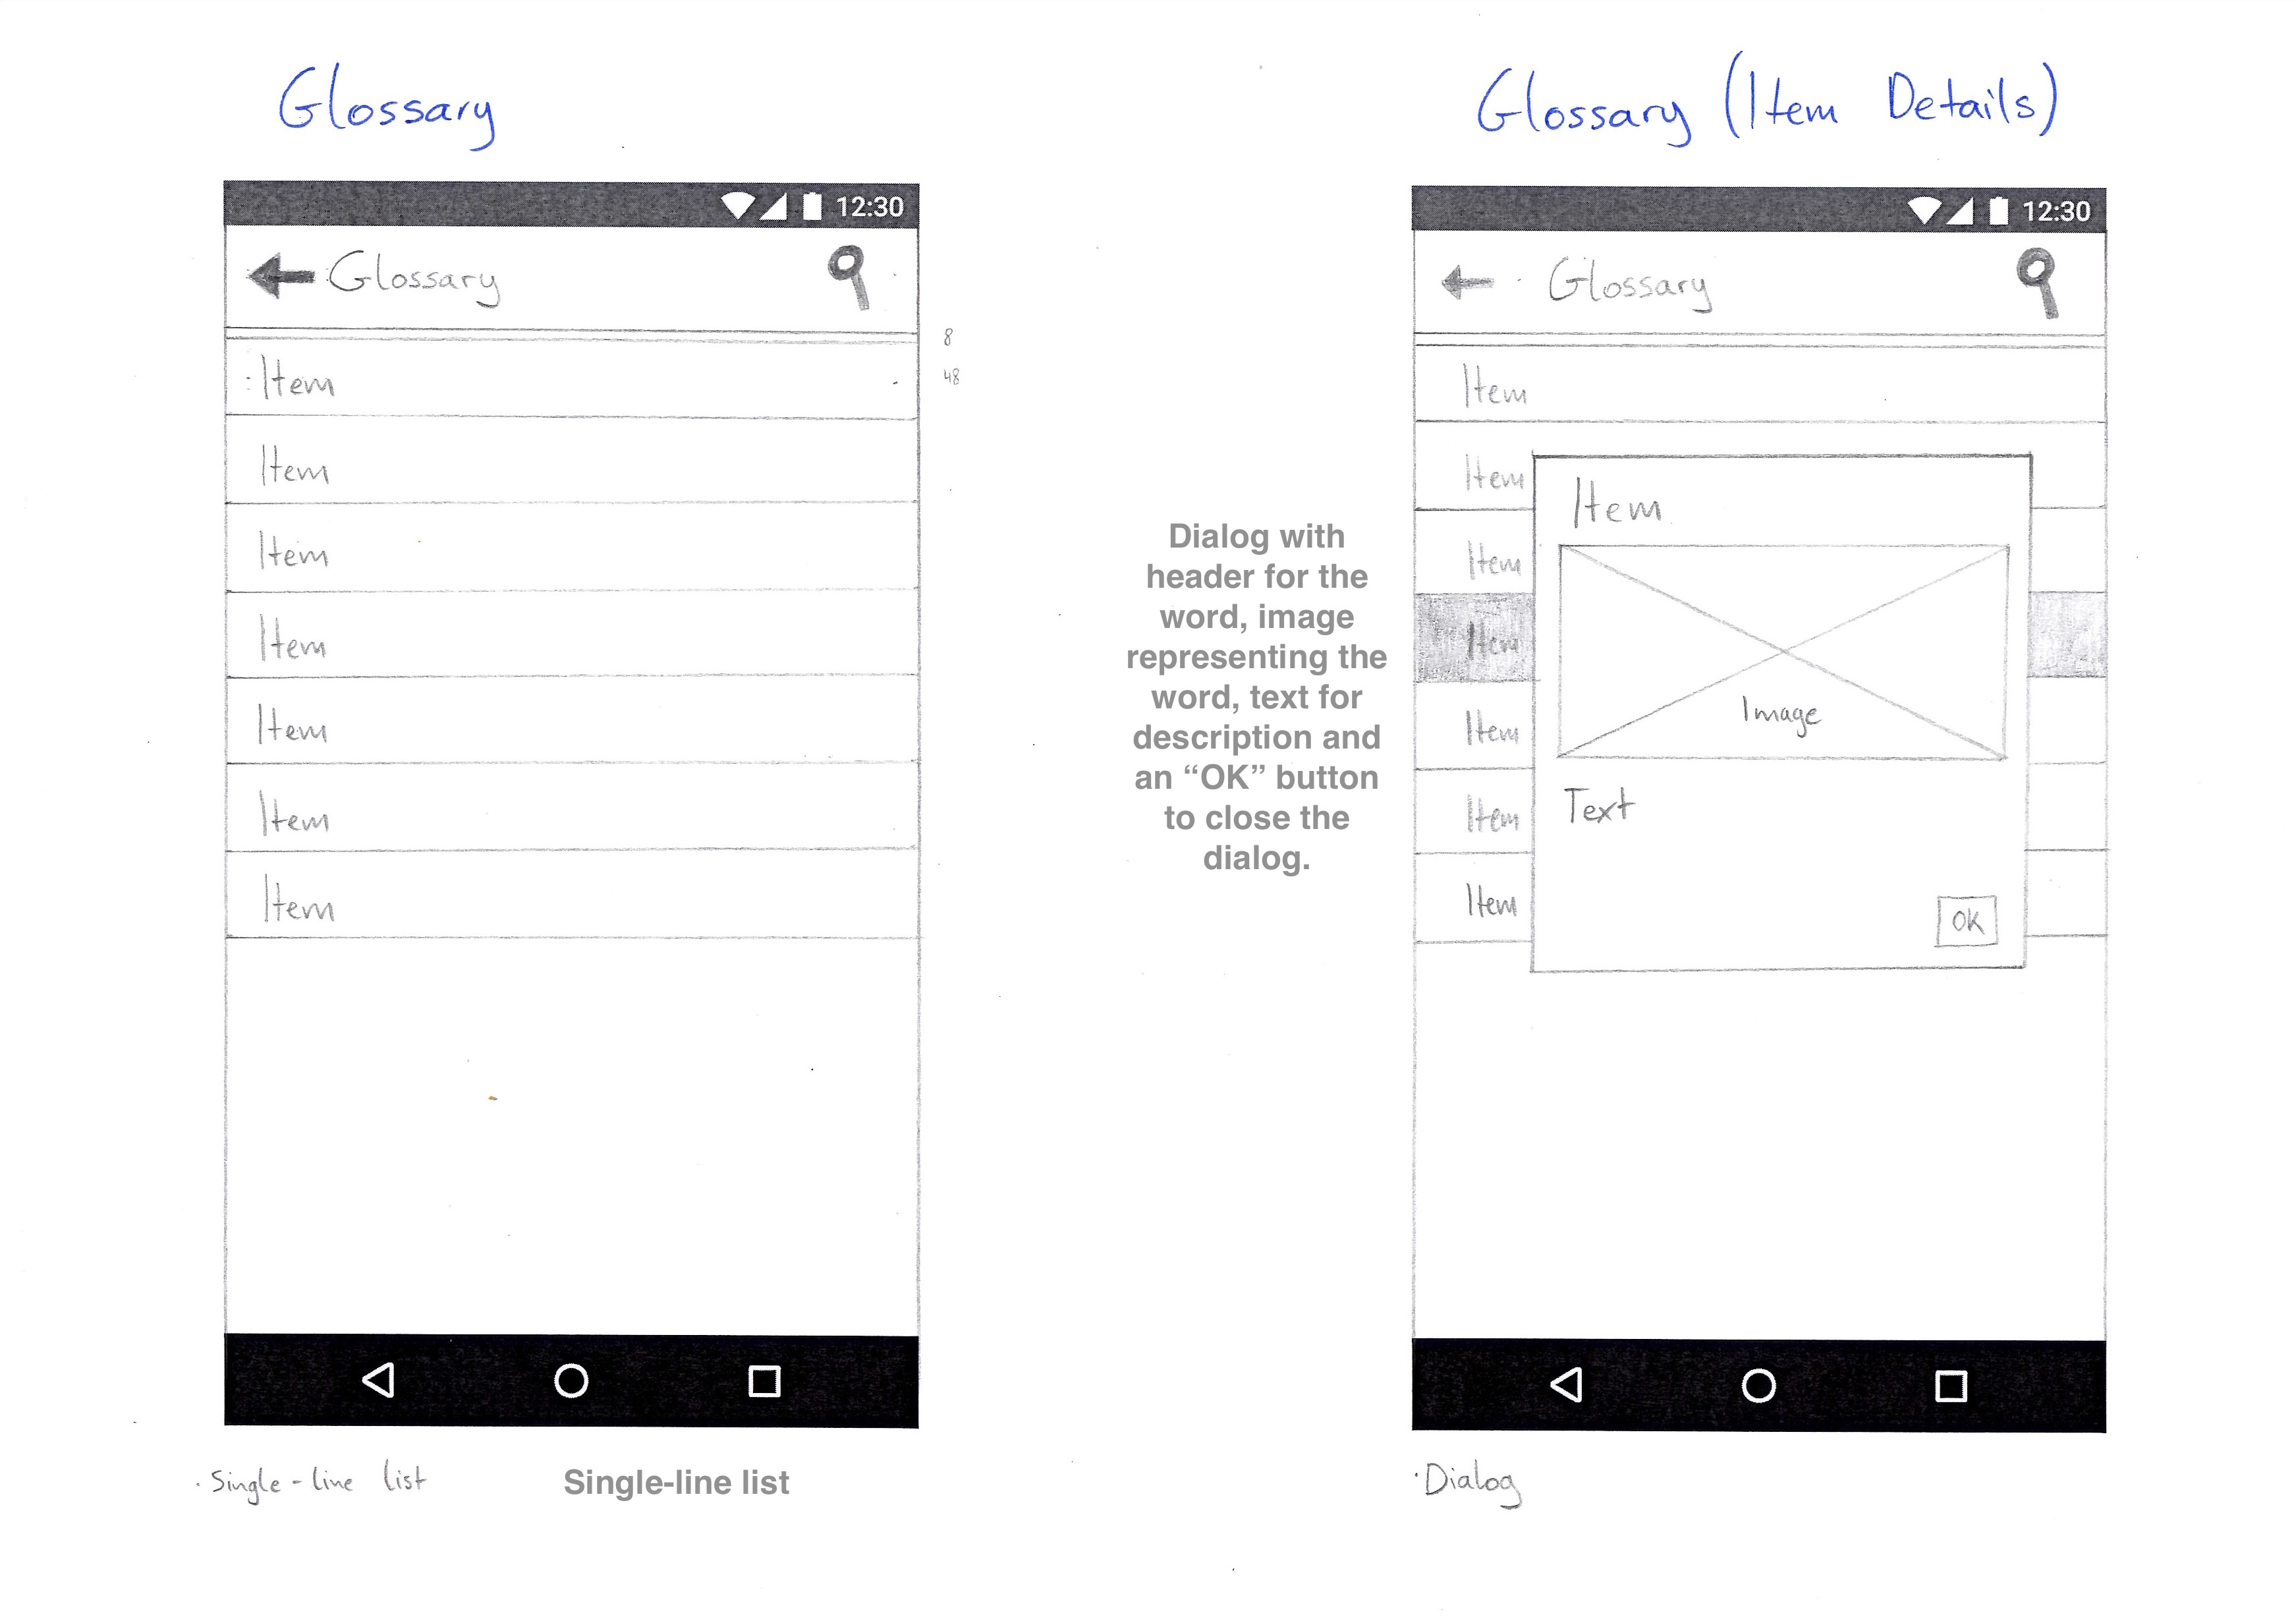 Glossary
12:30
Glossary
8
Item
48
Item
Item
Item
Item
Item
Item
Single-line list
Single-line list
Dialog with
header for the
word, image
representing the
word, text for
description and
an “OK” button
to close the
dialog.
Glossary (Item Details)
12:30
Glossary
Item
Item
Item
Item
Item
Item
Item
Item
Image
Text
OK
Dialog